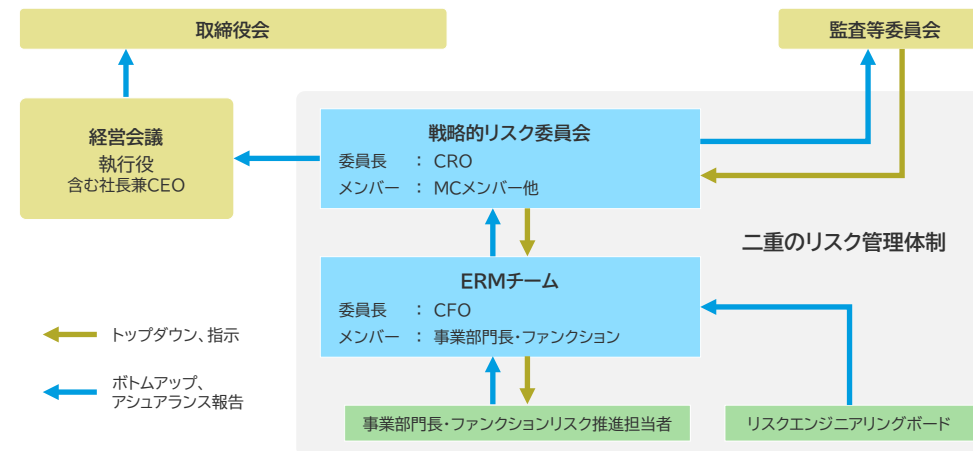 取締役会
監査等委員会
経営会議
執行役
含む社長兼CEO
戦略的リスク委員会
委員長 : CRO
メンバー : MCメンバー他
二重のリスク管理体制
ERMチーム
委員長 : CFO
メンバー : 事業部門長・ファンクション
トップダウン、指示
ボトムアップ、
アシュアランス報告
事業部門長・ファンクションリスク推進担当者
リスクエンジニアリングボード